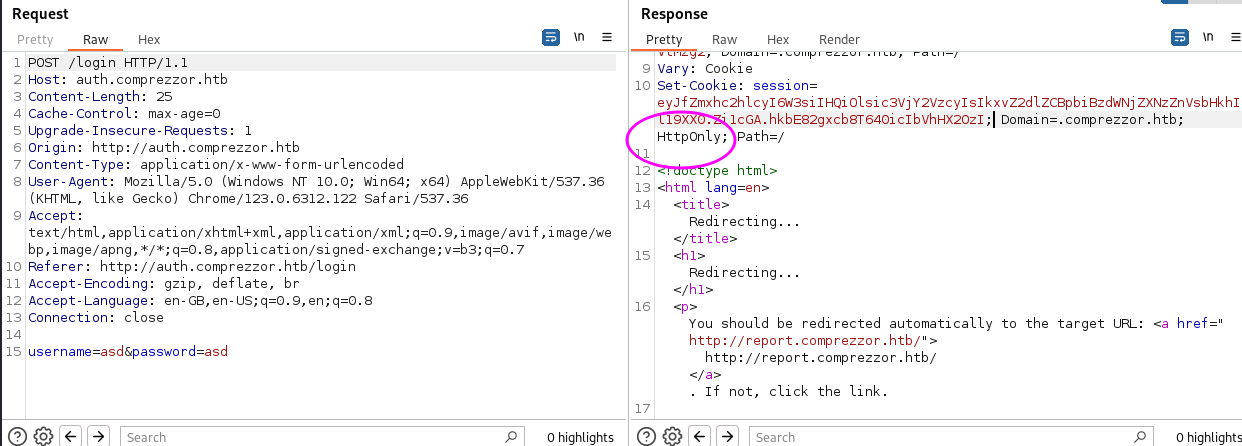 Request
Pretty Raw Hex \n
1 POST /login HTTP/1.1
2 Host: auth.comprezzor.htb
3 Content-Length: 25
4 Cache-Control: max-age=0
5 Upgrade-Insecure-Requests: 1
6 Origin: http://auth.comprezzor.htb
7 Content-Type: application/x-www-form-urlencoded
8 User-Agent: Mozilla/5.0 (Windows NT 10.0; Win64; x64) AppleWebKit/537.36
(KHTML, like Gecko) Chrome/123.0.6312.122 Safari/537.36
9 Accept:
text/html,application/xhtml+xml,application/xml;q=0.9,image/avif,image/we
bp,image/apng,*/*;q=0.8,application/signed-exchange;v=b3;q=0.7
10 Referer: http://auth.comprezzor.htb/login
11 Accept-Encoding: gzip, deflate, br
12 Accept-Language: en-GB,en-US;q=0.9,en;q=0.8
13 Connection: close
14
15 username=asd&password=asd
Search 0 highlights
Response
Pretty Raw Hex Render \n
Domain=.comprezzor.htb; Path=/
9 Vary: Cookie
10 Set-Cookie: session=
Domain=.comprezzor.htb;
HttpOnly; Path=/
11
12 <!doctype html>
13 <html lang=en>
14 <title>
Redirecting...
</title>
15 <h1>
Redirecting...
</h1>
16 <p>
You should be redirected automatically to the target URL: <a href="
http://report.comprezzor.htb/">
http://report.comprezzor.htb/
</a>
. If not, click the link.
17
Search 0 highlights